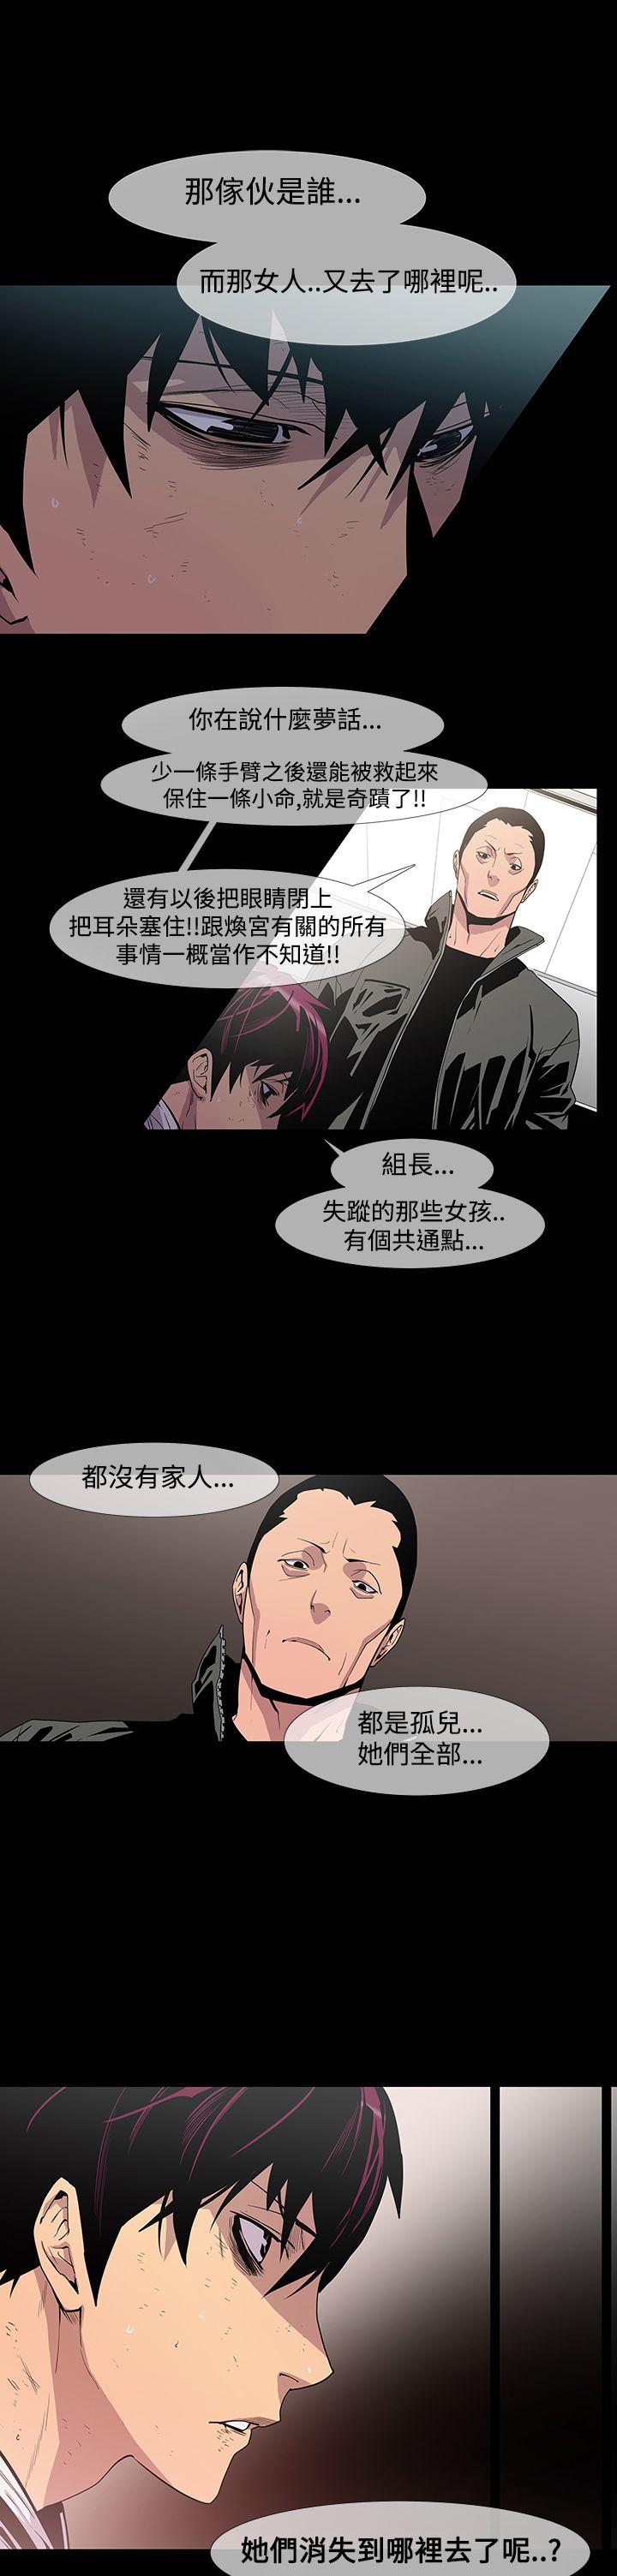 那傢伙是誰...
而那女人..又去了哪裡呢..
你在說什麼夢話...
少一條手臂之後還能被救起來
保住一條小命,就是奇蹟了!!
還有以後把眼睛閉上
把耳朵塞住!!跟煥宮有關的所有
事情一概當作不知道!!
組長...
失蹤的那些女孩..
有個共通點...
都沒有家人...
都是孤兒...
她們全部...
她們消失到哪裡去了呢..?